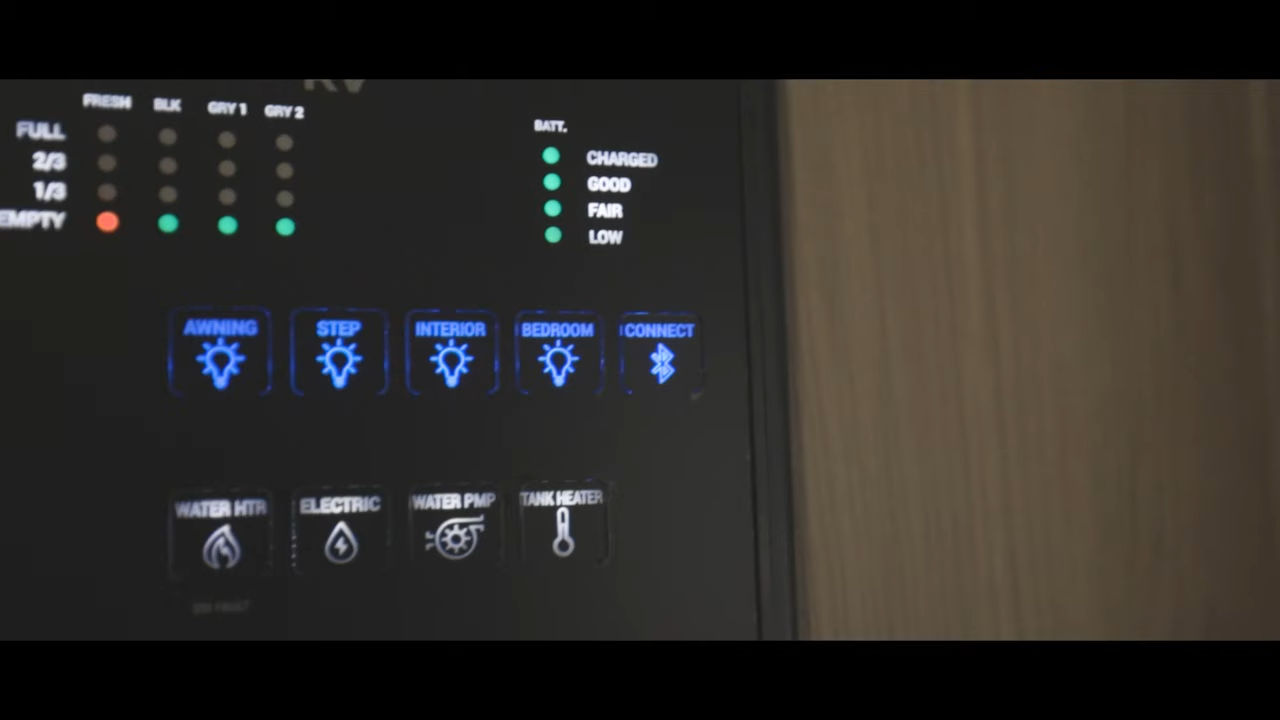 RV
FRESH BLK GRY 1 GRY 2
FULL
2/3
1/3
EMPTY
BATT.
CHARGED
GOOD
FAIR
LOW
AWNING STEP INTERIOR BEDROOM CONNECT
WATER HTR ELECTRIC WATER PMP TANK HEATER